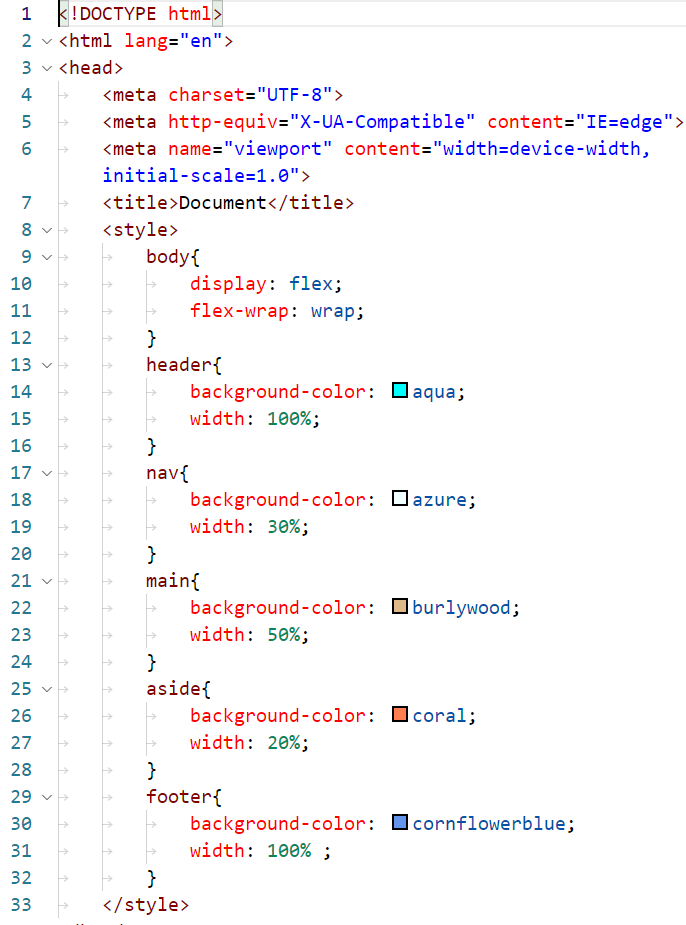 1 <!DOCTYPE html>
2 <html lang="en">
3 <head>
4 <meta charset="UTF-8">
5 <meta http-equiv="X-UA-Compatible" content="IE=edge">
6 <meta name="viewport" content="width=device-width,
initial-scale=1.0">
7 <title>Document</title>
8 <style>
9 body{
10 display: flex;
11 flex-wrap: wrap;
12 }
13 header{
14 background-color: aqua;
15 width: 100%;
16 }
17 nav{
18 background-color: azure;
19 width: 30%;
20 }
21 main{
22 background-color: burlywood;
23 width: 50%;
24 }
25 aside{
26 background-color: coral;
27 width: 20%;
28 }
29 footer{
30 background-color: cornflowerblue;
31 width: 100% ;
32 }
33 </style>